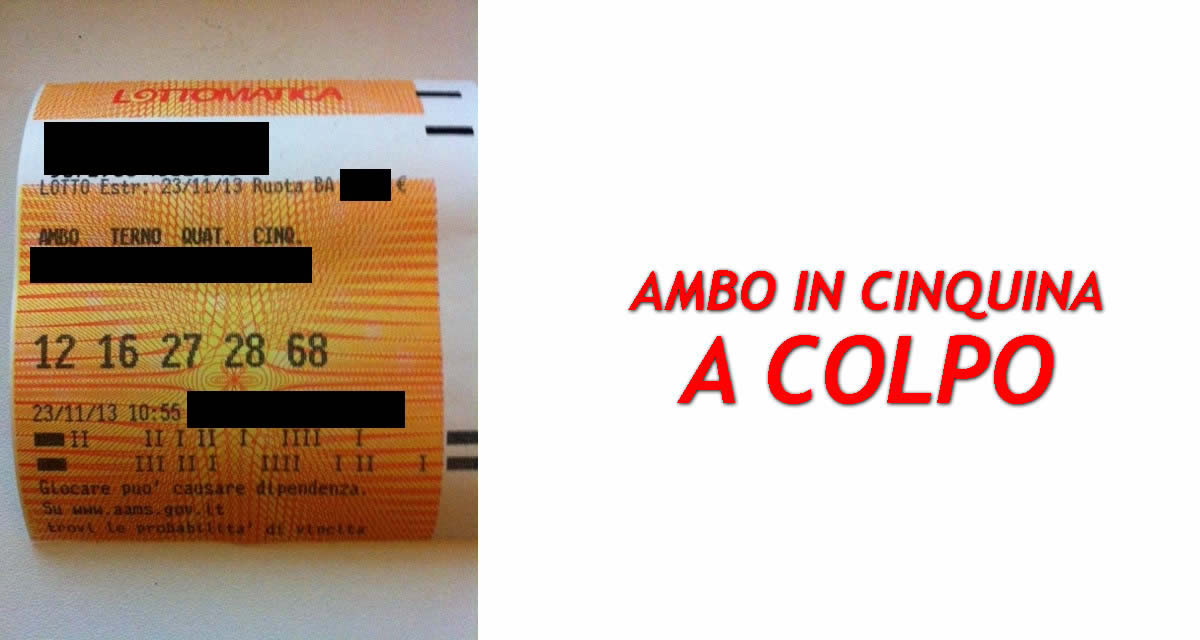 LOTTOMATICA
LOTTO Estr: 23/11/13 Ruota BA €
AMBO TERNO QUAT. CINQ.
12 16 27 28 68
23/11/13 10:55
Giocare puo' causare dipendenza.
Su www.aams.gov.it
trovi le probabilita' di vincita
AMBO IN CINQUINA
A COLPO